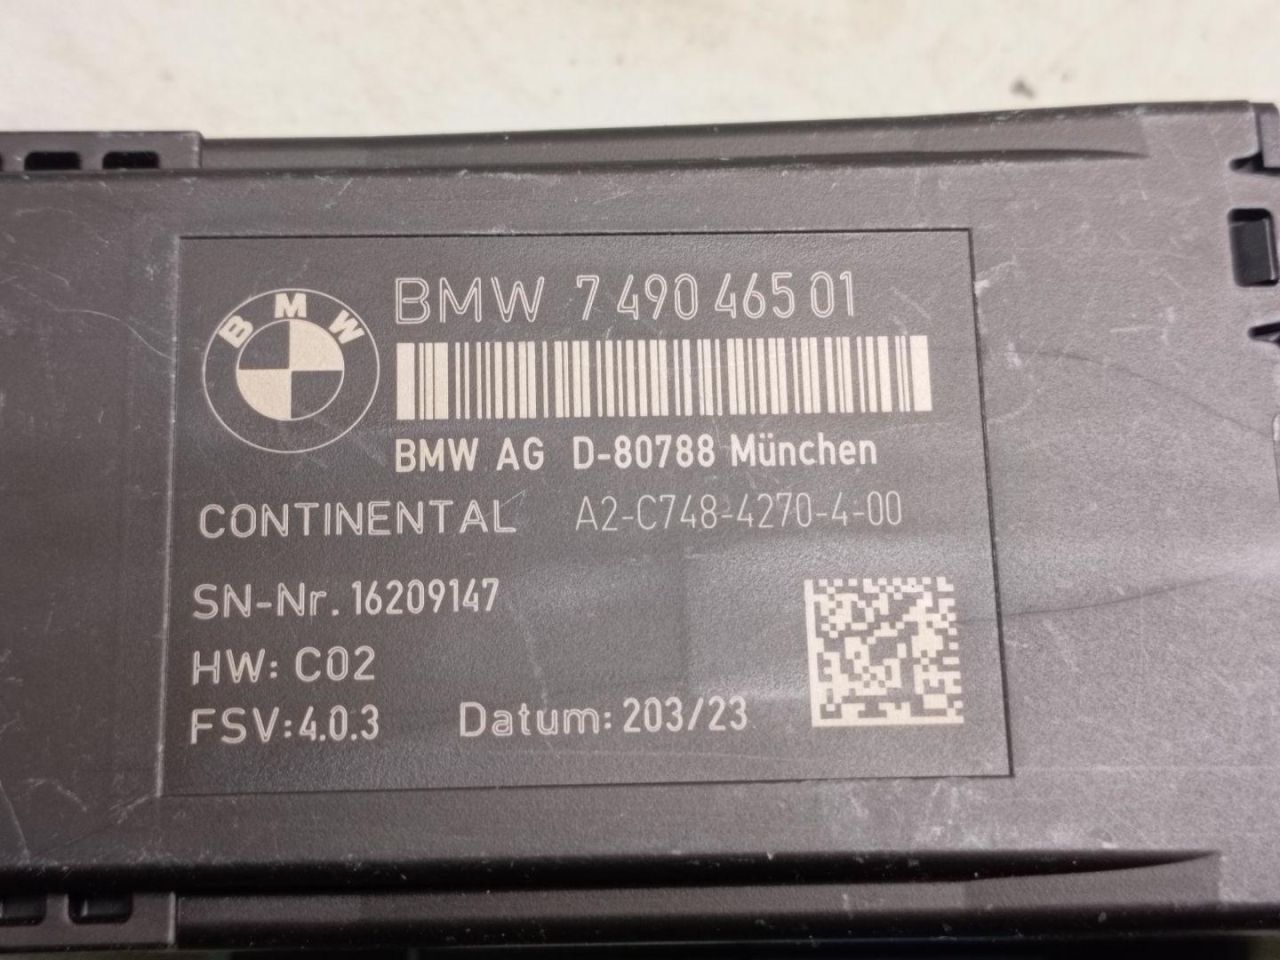 BMW
BMW 7 490 465 01
BMW AG D-80788 München
CONTINENTAL A2-C748-4270-4-00
SN-Nr. 16209147
HW: C02
FSV:4.0.3 Datum: 203/23